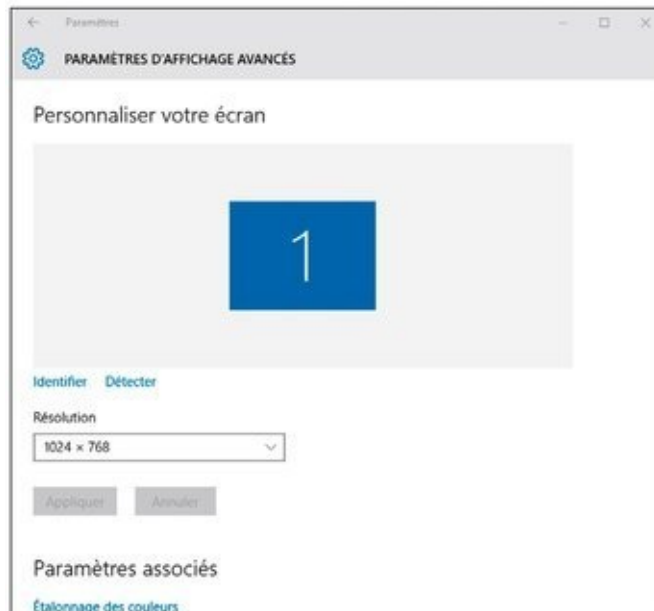 Paramètres
PARAMÈTRES D'AFFICHAGE AVANCÉS
Personnaliser votre écran
1
Identifier Détecter
Résolution
1024 × 768
Appliquer Annuler
Paramètres associés
Étalonnage des couleurs